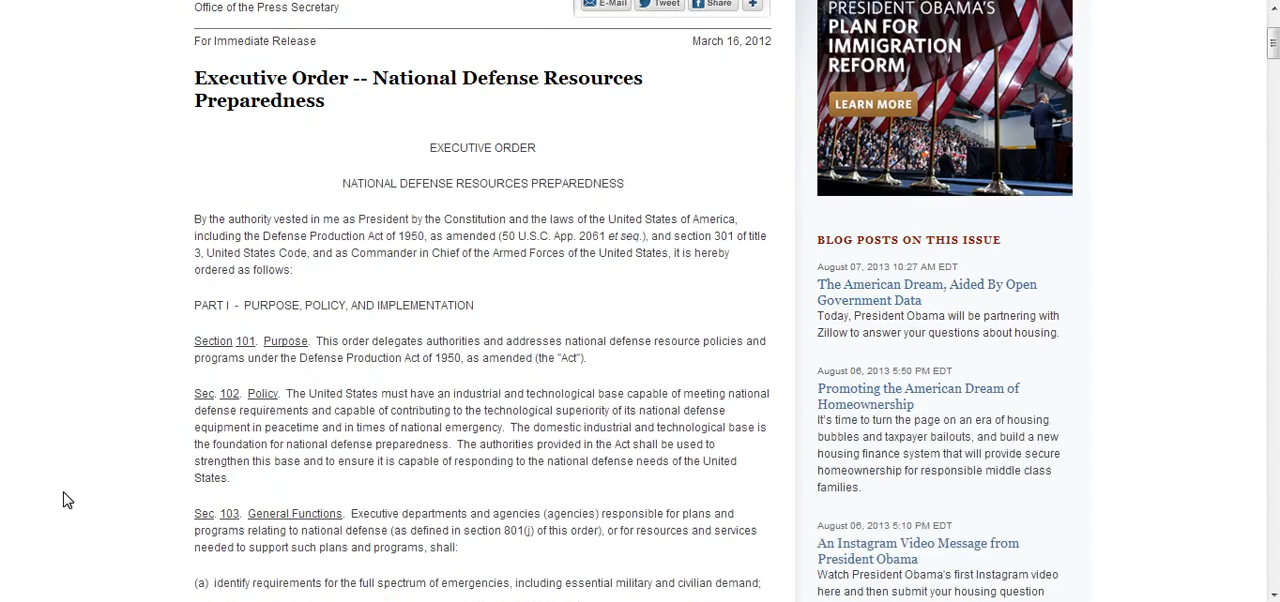 Office of the Press Secretary
E-Mail Tweet Share +
For Immediate Release March 16, 2012
Executive Order -- National Defense Resources
Preparedness
EXECUTIVE ORDER
NATIONAL DEFENSE RESOURCES PREPAREDNESS
By the authority vested in me as President by the Constitution and the laws of the United States of America,
including the Defense Production Act of 1950, as amended (50 U.S.C. App. 2061 et seq.), and section 301 of title
3, United States Code, and as Commander in Chief of the Armed Forces of the United States, it is hereby
ordered as follows:
PART I - PURPOSE, POLICY, AND IMPLEMENTATION
Section 101. Purpose. This order delegates authorities and addresses national defense resource policies and
programs under the Defense Production Act of 1950, as amended (the "Act").
Sec. 102. Policy. The United States must have an industrial and technological base capable of meeting national
defense requirements and capable of contributing to the technological superiority of its national defense
equipment in peacetime and in times of national emergency. The domestic industrial and technological base is
the foundation for national defense preparedness. The authorities provided in the Act shall be used to
strengthen this base and to ensure it is capable of responding to the national defense needs of the United
States.
Sec. 103. General Functions. Executive departments and agencies (agencies) responsible for plans and
programs relating to national defense (as defined in section 801(j) of this order), or for resources and services
needed to support such plans and programs, shall:
(a) identify requirements for the full spectrum of emergencies, including essential military and civilian demand;
PRESIDENT OBAMA'S
PLAN FOR
IMMIGRATION
REFORM
LEARN MORE
BLOG POSTS ON THIS ISSUE
August 07, 2013 10:27 AM EDT
The American Dream, Aided By Open
Government Data
Today, President Obama will be partnering with
Zillow to answer your questions about housing.
August 06, 2013 5:50 PM EDT
Promoting the American Dream of
Homeownership
It's time to turn the page on an era of housing
bubbles and taxpayer bailouts, and build a new
housing finance system that will provide secure
homeownership for responsible middle class
families.
August 06, 2013 5:10 PM EDT
An Instagram Video Message from
President Obama
Watch President Obama's first Instagram video
here and then submit your housing question